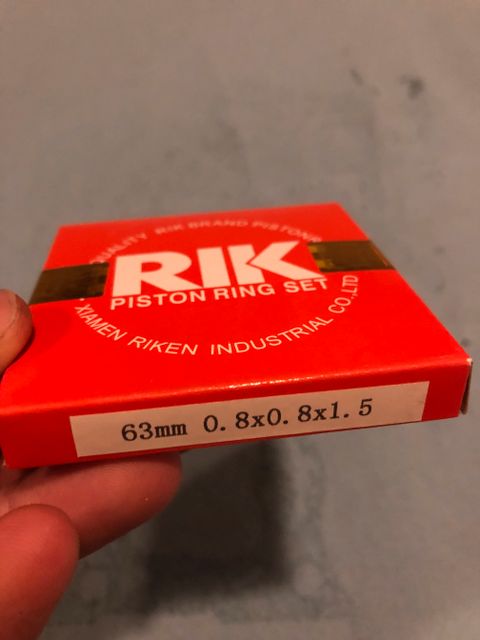 QUALITY RIK BRAND PISTONS
RIK
PISTON RING SET
XIAMEN RIKEN INDUSTRIAL CO.,LTD
63mm 0.8x0.8x1.5